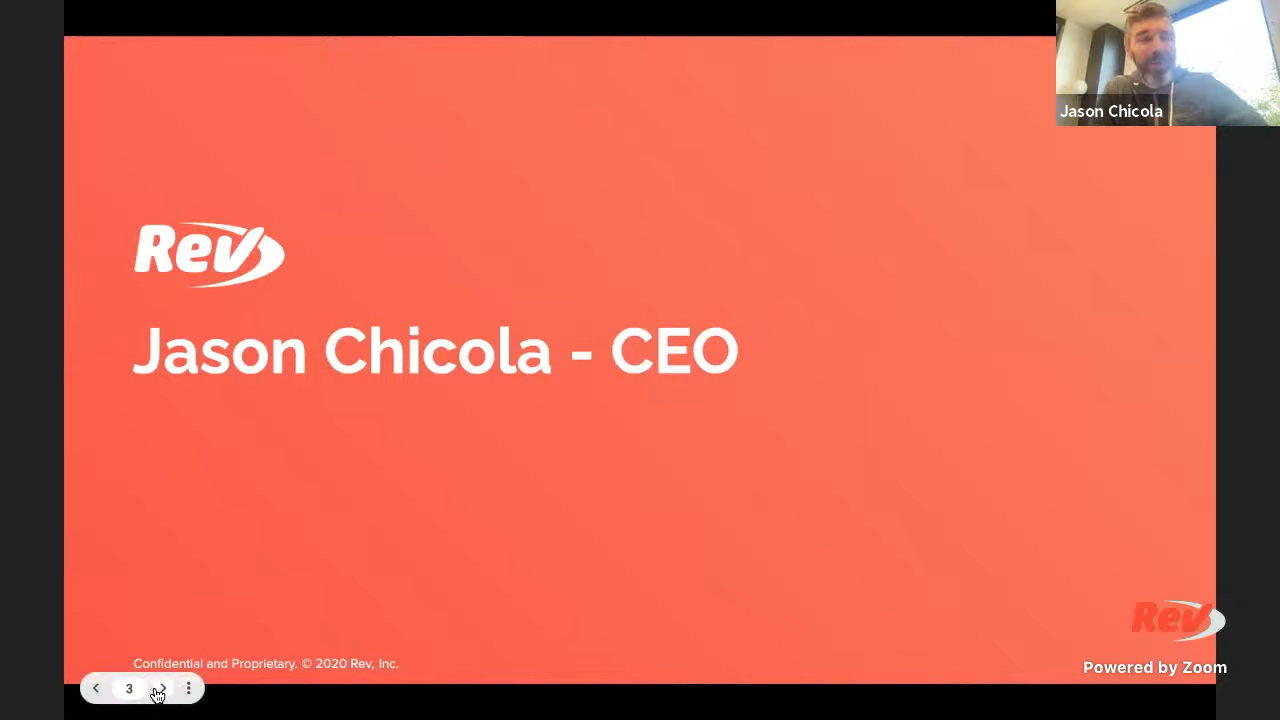 Jason Chicola
Rev
Jason Chicola - CEO
Rev
Confidential and Proprietary. © 2020 Rev, Inc.
Powered by Zoom
3